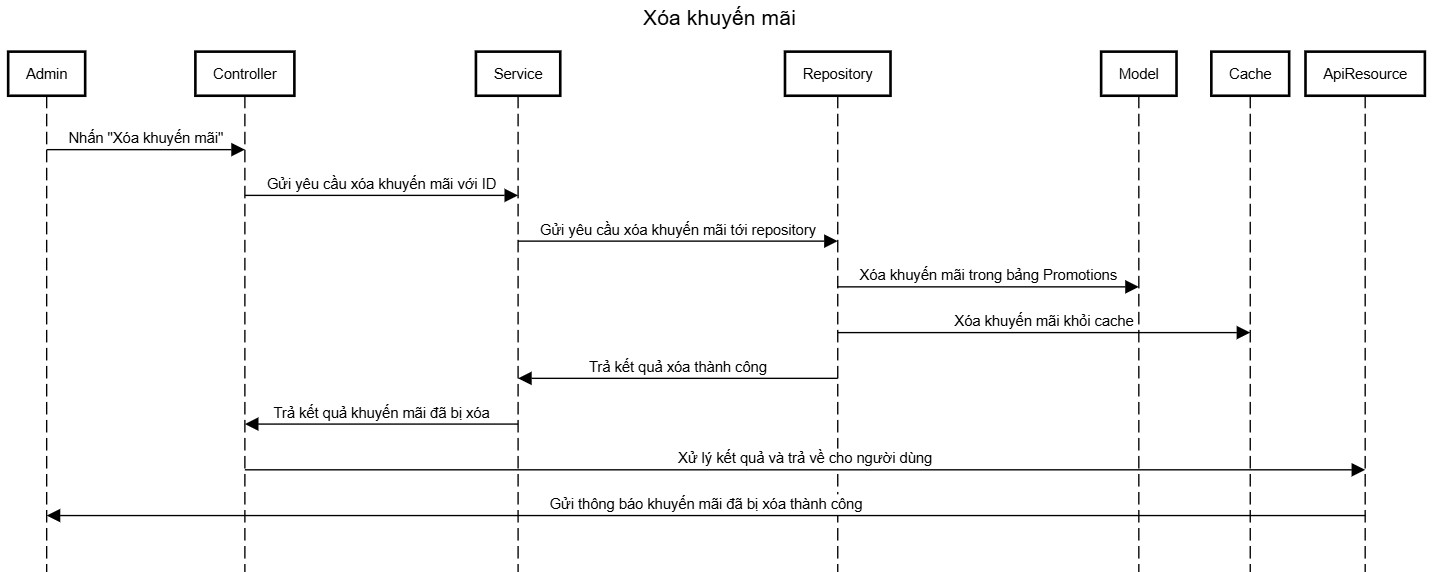 Xóa khuyến mãi
Admin
Controller
Service
Repository
Model
Cache
ApiResource
Nhấn "Xóa khuyến mãi"
Gửi yêu cầu xóa khuyến mãi với ID
Gửi yêu cầu xóa khuyến mãi tới repository
Xóa khuyến mãi trong bảng Promotions
Xóa khuyến mãi khỏi cache
Trả kết quả xóa thành công
Trả kết quả khuyến mãi đã bị xóa
Xử lý kết quả và trả về cho người dùng
Gửi thông báo khuyến mãi đã bị xóa thành công